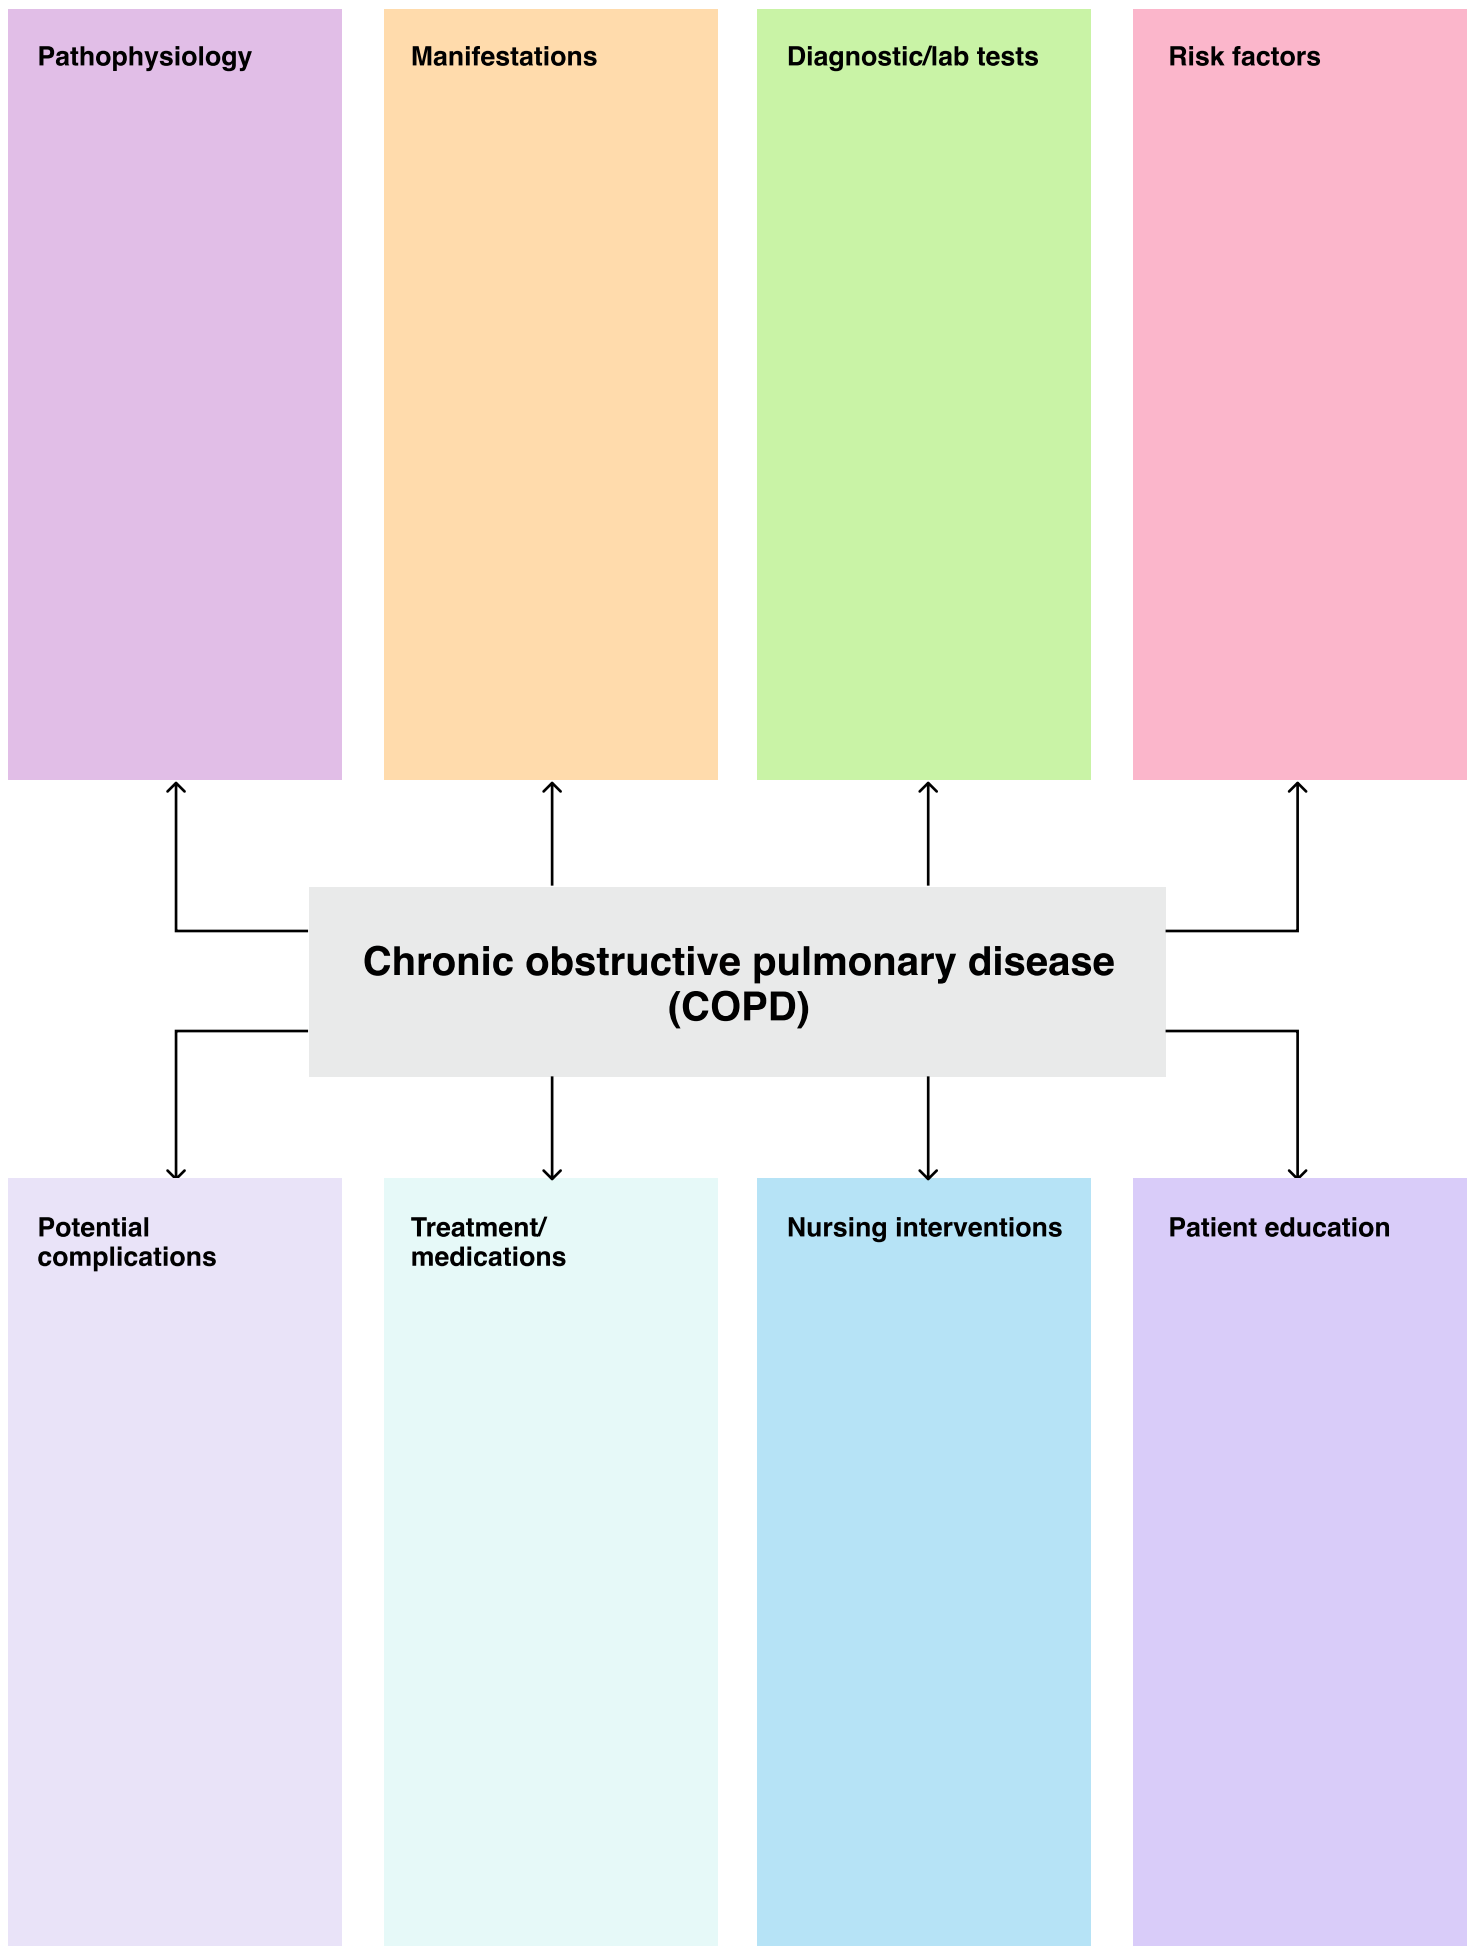 Pathophysiology
Manifestations
Diagnostic/lab tests
Risk factors
Chronic obstructive pulmonary disease
(COPD)
Potential
complications
Treatment/
medications
Nursing interventions
Patient education